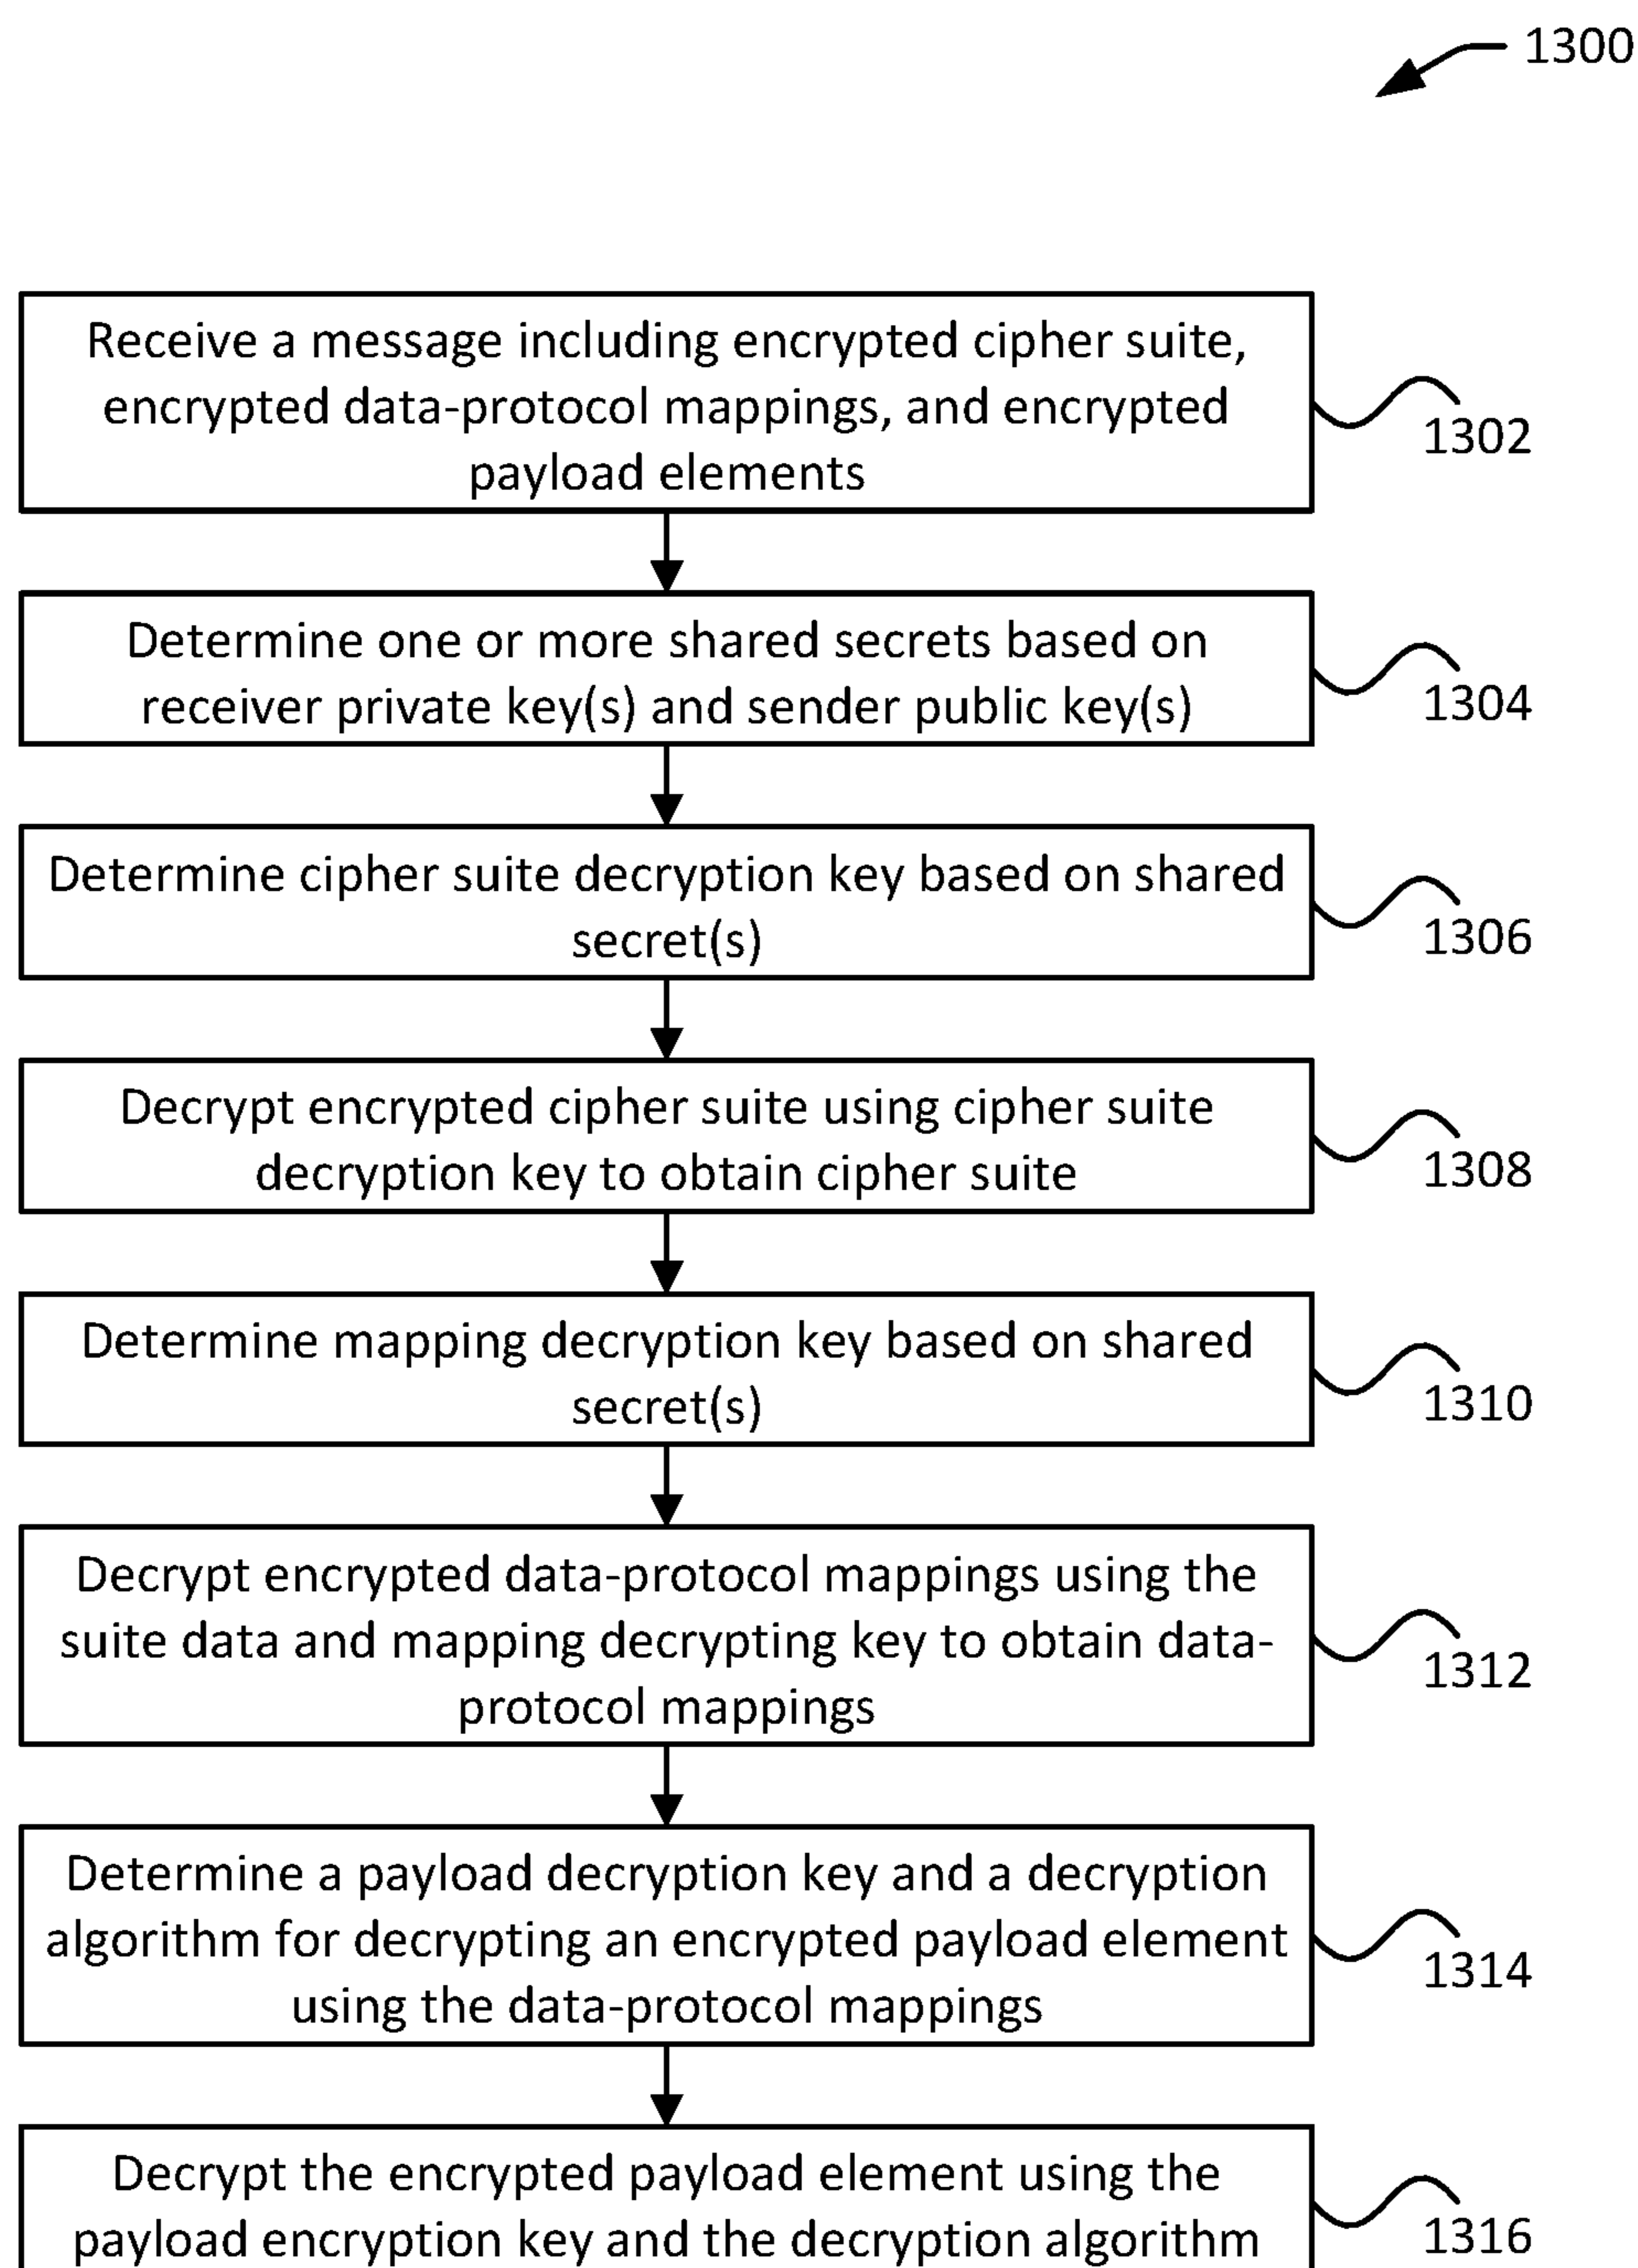 1300
Receive a message including encrypted cipher suite,
encrypted data-protocol mappings, and encrypted
payload elements
1302
Determine one or more shared secrets based on
receiver private key(s) and sender public key(s)
1304
Determine cipher suite decryption key based on shared
secret(s)
1306
Decrypt encrypted cipher suite using cipher suite
decryption key to obtain cipher suite
1308
Determine mapping decryption key based on shared
secret(s)
1310
Decrypt encrypted data-protocol mappings using the
suite data and mapping decrypting key to obtain data-
protocol mappings
1312
Determine a payload decryption key and a decryption
algorithm for decrypting an encrypted payload element
using the data-protocol mappings
1314
Decrypt the encrypted payload element using the
payload encryption key and the decryption algorithm
1316